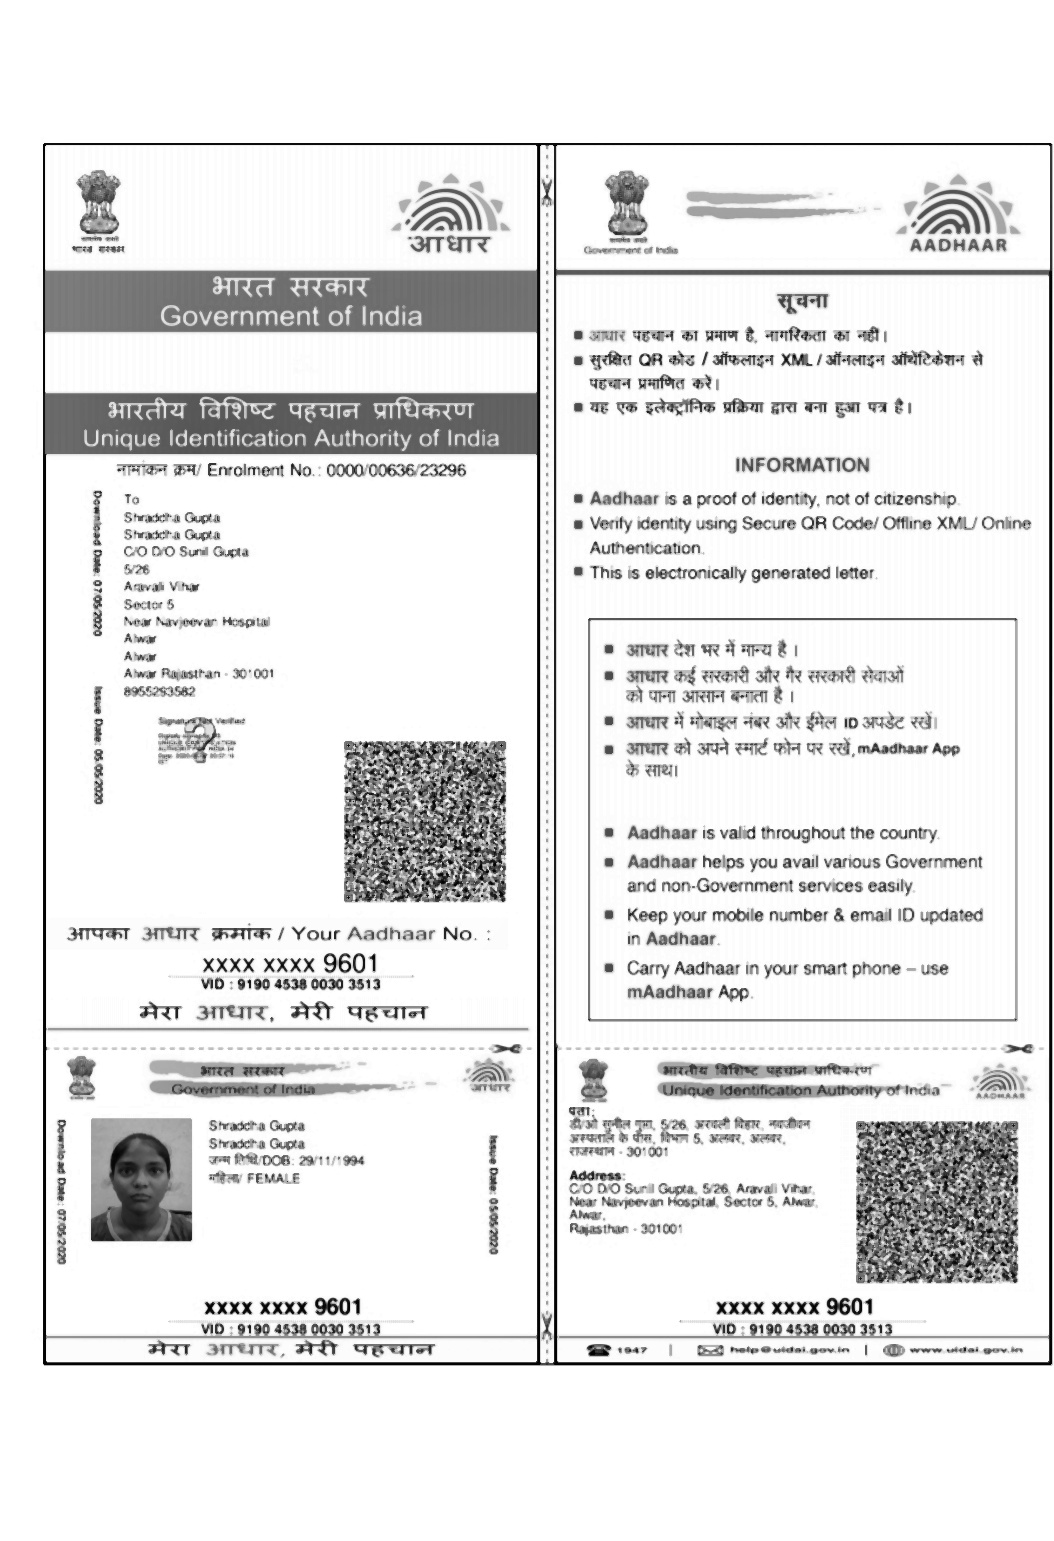 भारत सरकार
आधार
भारत सरकार
Government of India
भारतीय विशिष्ट पहचान प्राधिकरण
Unique Identification Authority of India
नामांकन क्रम/ Enrolment No.: 0000/00636/23296
Download Date: 07/05/2020
Issue Date: 05/05/2020
To
Shraddha Gupta
Shraddha Gupta
C/O D/O Sunil Gupta
5/26
Aravali Vihar
Sector 5
Near Navjeevan Hospital
Alwar
Alwar
Alwar Rajasthan - 301001
8955293582
Signature Not Verified
आपका आधार क्रमांक / Your Aadhaar No. :
xxxx xxxx 9601
VID : 9190 4538 0030 3513
मेरा आधार, मेरी पहचान
भारत सरकार
Government of India
आधार
Download Date: 07/05/2020
Shraddha Gupta
Shraddha Gupta
जन्म तिथि/DOB: 29/11/1994
महिला/ FEMALE
Issue Date: 05/05/2020
xxxx xxxx 9601
VID : 9190 4538 0030 3513
मेरा आधार, मेरी पहचान
Government of India
AADHAAR
सूचना
आधार पहचान का प्रमाण है, नागरिकता का नहीं।
सुरक्षित QR कोड / ऑफलाइन XML / ऑनलाइन ऑथेंटिकेशन से
पहचान प्रमाणित करें।
यह एक इलेक्ट्रॉनिक प्रक्रिया द्वारा बना हुआ पत्र है।
INFORMATION
Aadhaar is a proof of identity, not of citizenship.
Verify identity using Secure QR Code/ Offline XML/ Online
Authentication.
This is electronically generated letter.
आधार देश भर में मान्य है ।
आधार कई सरकारी और गैर सरकारी सेवाओं
को पाना आसान बनाता है ।
आधार में मोबाइल नंबर और ईमेल ID अपडेट रखें।
आधार को अपने स्मार्ट फोन पर रखें, mAadhaar App
के साथ।
Aadhaar is valid throughout the country.
Aadhaar helps you avail various Government
and non-Government services easily.
Keep your mobile number & email ID updated
in Aadhaar.
Carry Aadhaar in your smart phone – use
mAadhaar App.
भारतीय विशिष्ट पहचान प्राधिकरण
Unique Identification Authority of India
AADHAAR
पता:
डी/ओ सुनील गुप्ता, 5/26, अरवली विहार, नवजीवन
अस्पताल के पास, विभाग 5, अलवर, अलवर,
राजस्थान - 301001
Address:
C/O D/O Sunil Gupta, 5/26, Aravali Vihar,
Near Navjeevan Hospital, Sector 5, Alwar,
Alwar,
Rajasthan - 301001
xxxx xxxx 9601
VID : 9190 4538 0030 3513
1947 | help@uidai.gov.in | www.uidai.gov.in